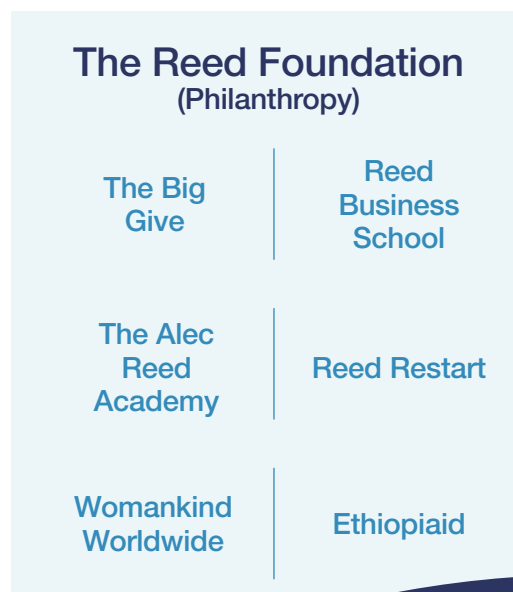 The Reed Foundation
(Philanthropy)
The Big
Give
Reed
Business
School
The Alec
Reed
Academy
Reed Restart
Womankind
Worldwide
Ethiopiaid